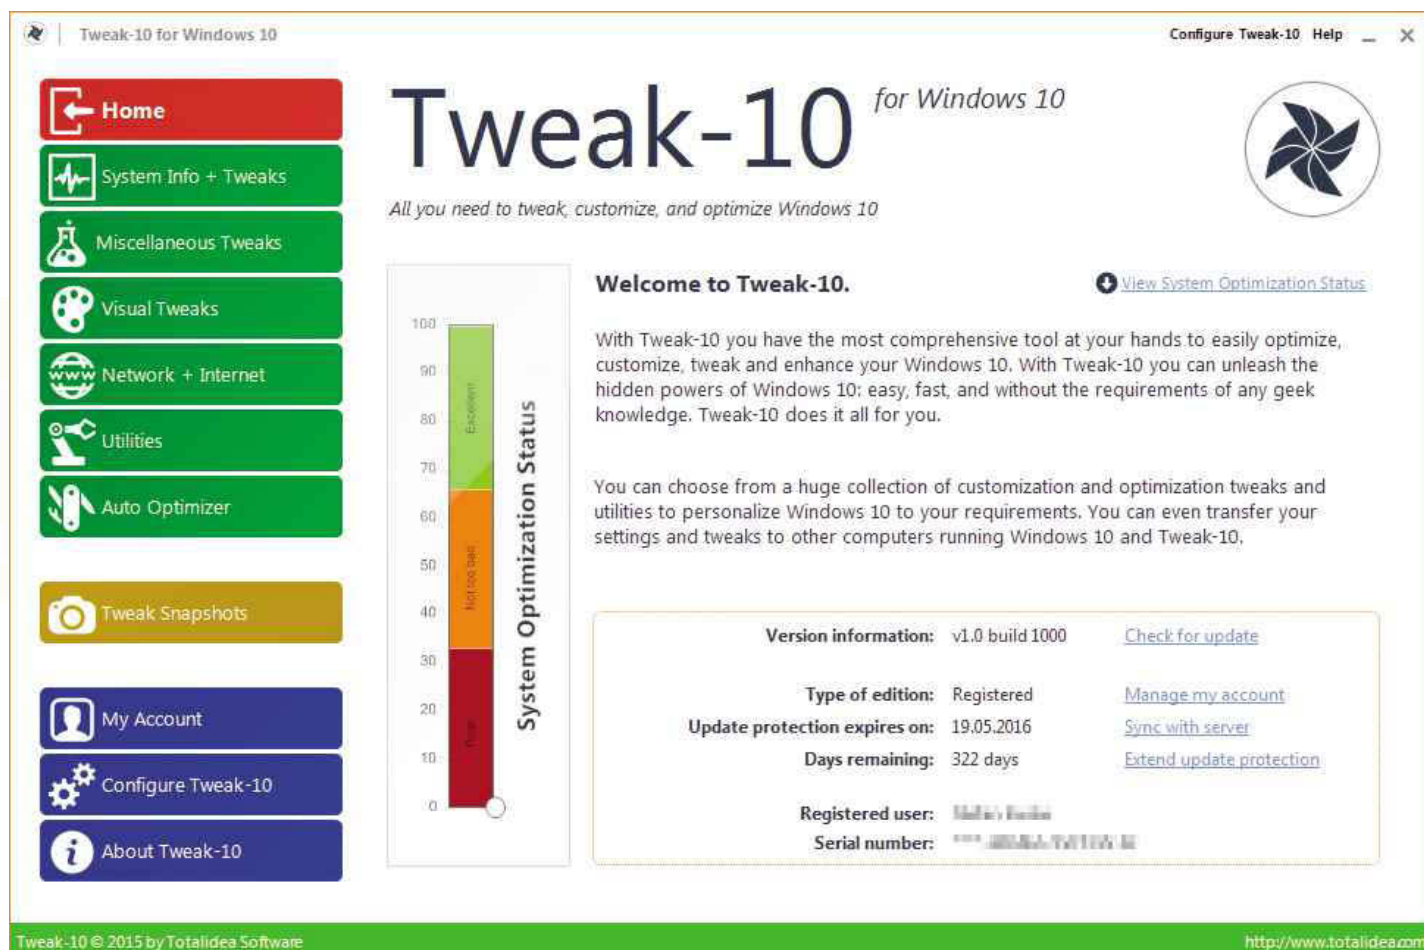 Tweak-10 for Windows 10
Configure Tweak-10 Help
Home
System Info + Tweaks
Miscellaneous Tweaks
Visual Tweaks
www
Network + Internet
Utilities
Auto Optimizer
Tweak Snapshots
My Account
Configure Tweak-10
i
About Tweak-10
Tweak-10 for Windows 10
All you need to tweak, customize, and optimize Windows 10
100
90
80
70
60
50
40
30
20
10
0
Excellent
Not too bad
Poor
System Optimization Status
Welcome to Tweak-10.
View System Optimization Status
With Tweak-10 you have the most comprehensive tool at your hands to easily optimize,
customize, tweak and enhance your Windows 10. With Tweak-10 you can unleash the
hidden powers of Windows 10: easy, fast, and without the requirements of any geek
knowledge. Tweak-10 does it all for you.
You can choose from a huge collection of customization and optimization tweaks and
utilities to personalize Windows 10 to your requirements. You can even transfer your
settings and tweaks to other computers running Windows 10 and Tweak-10.
Version information: v1.0 build 1000 Check for update
Type of edition: Registered Manage my account
Update protection expires on: 19.05.2016 Sync with server
Days remaining: 322 days Extend update protection
Registered user:
Serial number:
Tweak-10 © 2015 by Totalidea Software
http://www.totalidea.com